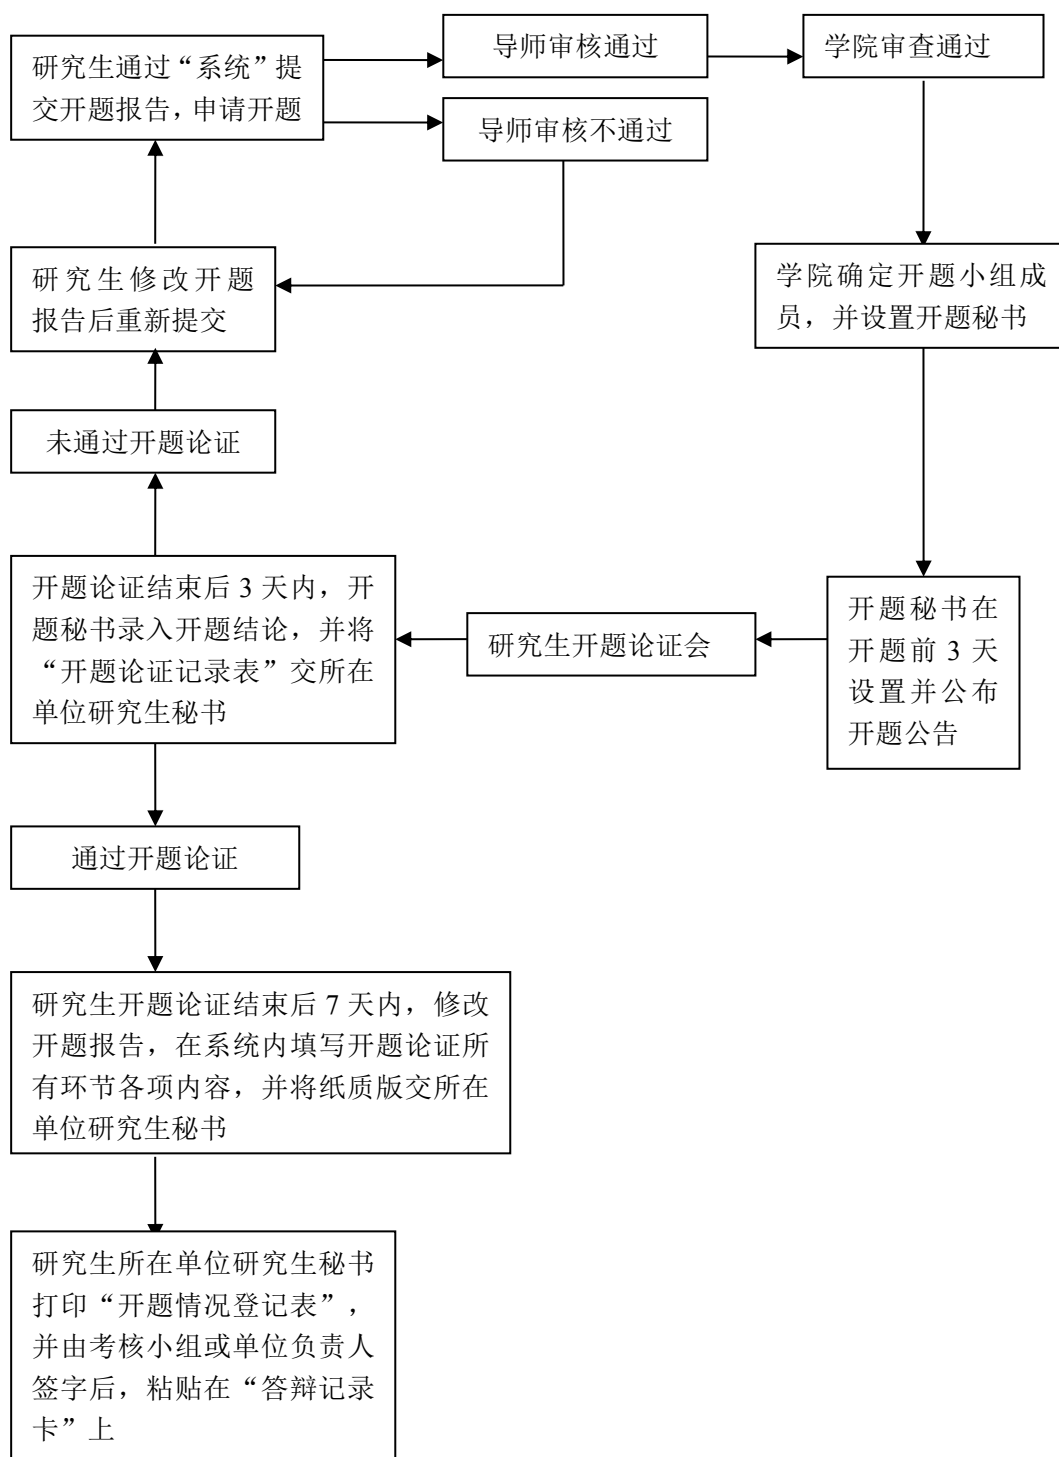 导师审核通过
学院审查通过
研究生通过“系统”提
交开题报告，申请开题
导师审核不通过
研究生修改开题
报告后重新提交
学院确定开题小组成
员，并设置开题秘书
未通过开题论证
开题论证结束后 3 天内，开
题秘书录入开题结论，并将
“开题论证记录表”交所在
单位研究生秘书
研究生开题论证会
开题秘书在
开题前 3 天
设置并公布
开题公告
通过开题论证
研究生开题论证结束后 7 天内，修改
开题报告，在系统内填写开题论证所
有环节各项内容，并将纸质版交所在
单位研究生秘书
研究生所在单位研究生秘书
打印“开题情况登记表”，
并由考核小组或单位负责人
签字后，粘贴在“答辩记录
卡”上